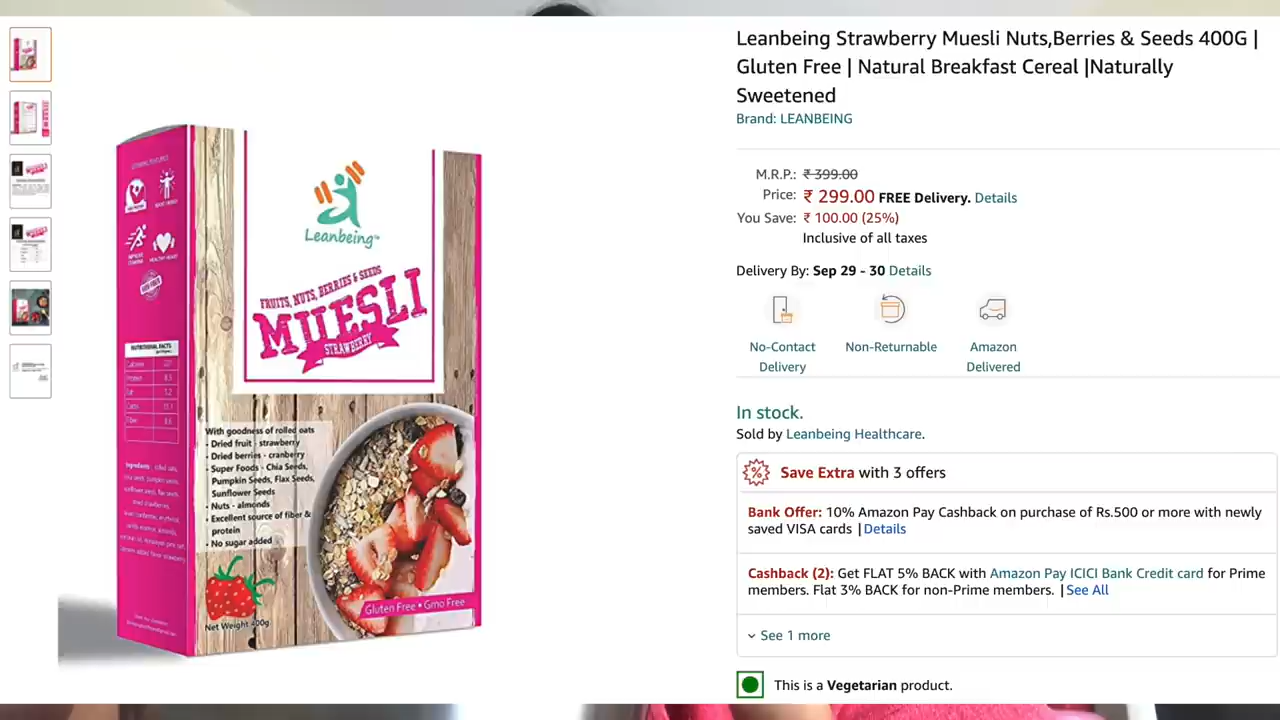 Leanbeing Strawberry Muesli Nuts,Berries & Seeds 400G |
Gluten Free | Natural Breakfast Cereal |Naturally
Sweetened
Brand: LEANBEING
M.R.P.: ₹ 399.00
Price: ₹ 299.00 FREE Delivery. Details
You Save: ₹ 100.00 (25%)
Inclusive of all taxes
Delivery By: Sep 29 - 30 Details
No-Contact
Delivery
Non-Returnable
Amazon
Delivered
In stock.
Sold by Leanbeing Healthcare.
Save Extra with 3 offers
Bank Offer: 10% Amazon Pay Cashback on purchase of Rs.500 or more with newly
saved VISA cards | Details
Cashback (2): Get FLAT 5% BACK with Amazon Pay ICICI Bank Credit card for Prime
members. Flat 3% BACK for non-Prime members. | See All
See 1 more
This is a Vegetarian product.
Leanbeing™
FRUITS, NUTS, BERRIES & SEEDS
MUESLI
STRAWBERRY
With goodness of rolled oats
- Dried fruit - strawberry
- Dried berries - cranberry
- Super Foods - Chia Seeds,
Pumpkin Seeds, Flax Seeds,
Sunflower Seeds
- Nuts - almonds
- Excellent source of fiber &
protein
- No sugar added
Gluten Free • Gmo Free
Net Weight 400g
HEALTHY HEART
NUTRITIONAL FACTS
Calories
Protein
Fat
Carbs
Fiber